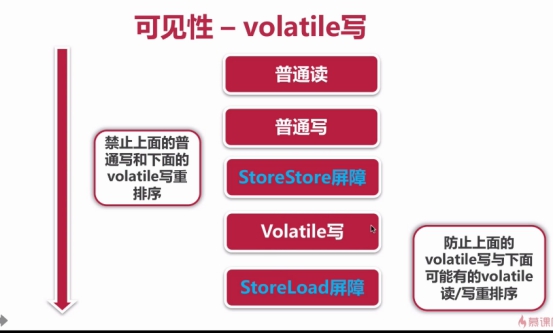 可见性 – volatile写
普通读
普通写
禁止上面的普
通写和下面的
volatile写重
排序
StoreStore屏障
Volatile写
StoreLoad屏障
防止上面的
volatile写与下面
可能有的volatile
读/写重排序
慕课